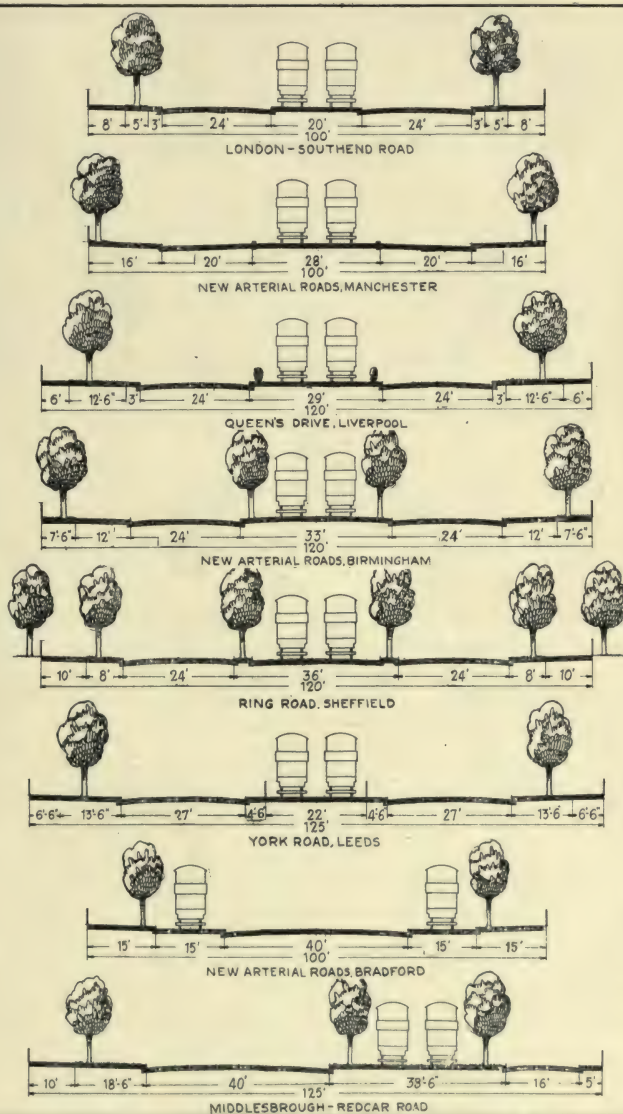 8' 5' 3' 24' 20' 24' 3' 5' 8'
100'
LONDON - SOUTHEND ROAD
16' 20' 28' 20' 16'
100'
NEW ARTERIAL ROADS, MANCHESTER
6' 12'-6" 3' 24' 29' 24' 3' 12'-6" 6'
120'
QUEEN'S DRIVE, LIVERPOOL
7'-6" 12' 24' 33' 24' 12' 7'-6"
120'
NEW ARTERIAL ROADS, BIRMINGHAM
10' 8' 24' 36' 24' 8' 10'
120'
RING ROAD, SHEFFIELD
6'-6" 13'-6" 27' 4'-6" 22' 4'-6 27' 13'-6 6'-6"
125'
YORK ROAD, LEEDS
15' 15' 40' 15' 15'
100'
NEW ARTERIAL ROADS, BRADFORD
10' 18'-6" 40' 16' 5'
125'
MIDDLESBROUGH - REDCAR ROAD